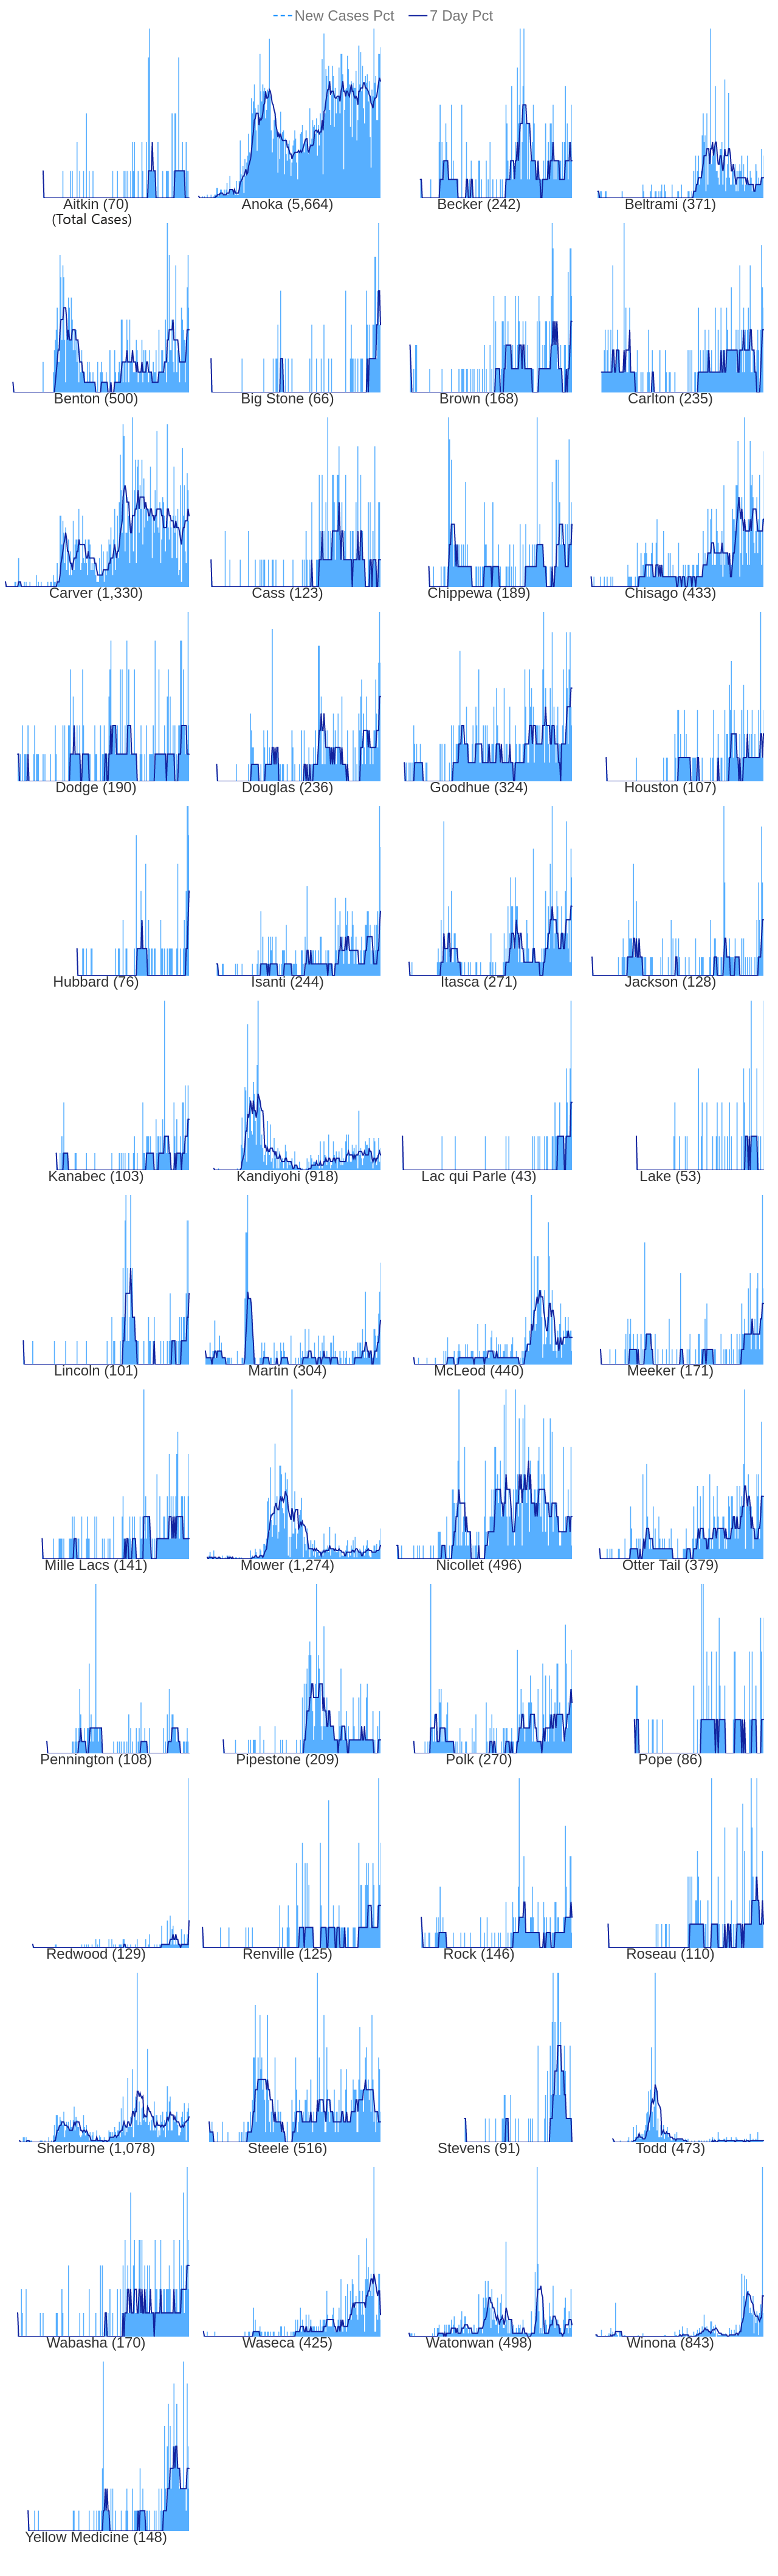 New Cases Pct 7 Day Pct
Aitkin (70) Anoka (5,664) Becker (242) Beltrami (371)
(Total Cases)
Benton (500) Big Stone (66) Brown (168) Carlton (235)
Carver (1,330) Cass (123) Chippewa (189) Chisago (433)
Dodge (190) Douglas (236) Goodhue (324) Houston (107)
Hubbard (76) Isanti (244) Itasca (271) Jackson (128)
Kanabec (103) Kandiyohi (918) Lac qui Parle (43) Lake (53)
Lincoln (101) Martin (304) McLeod (440) Meeker (171)
Mille Lacs (141) Mower (1,274) Nicollet (496) Otter Tail (379)
Pennington (108) Pipestone (209) Polk (270) Pope (86)
Redwood (129) Renville (125) Rock (146) Roseau (110)
Sherburne (1,078) Steele (516) Stevens (91) Todd (473)
Wabasha (170) Waseca (425) Watonwan (498) Winona (843)
Yellow Medicine (148)